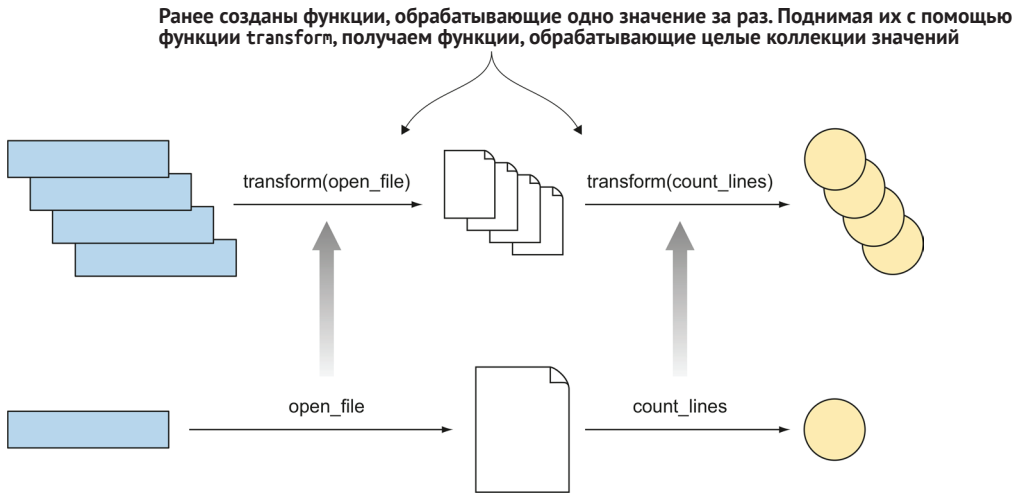 Ранее созданы функции, обрабатывающие одно значение за раз. Поднимая их с помощью
функции transform, получаем функции, обрабатывающие целые коллекции значений
transform(open_file)
transform(count_lines)
open_file
count_lines